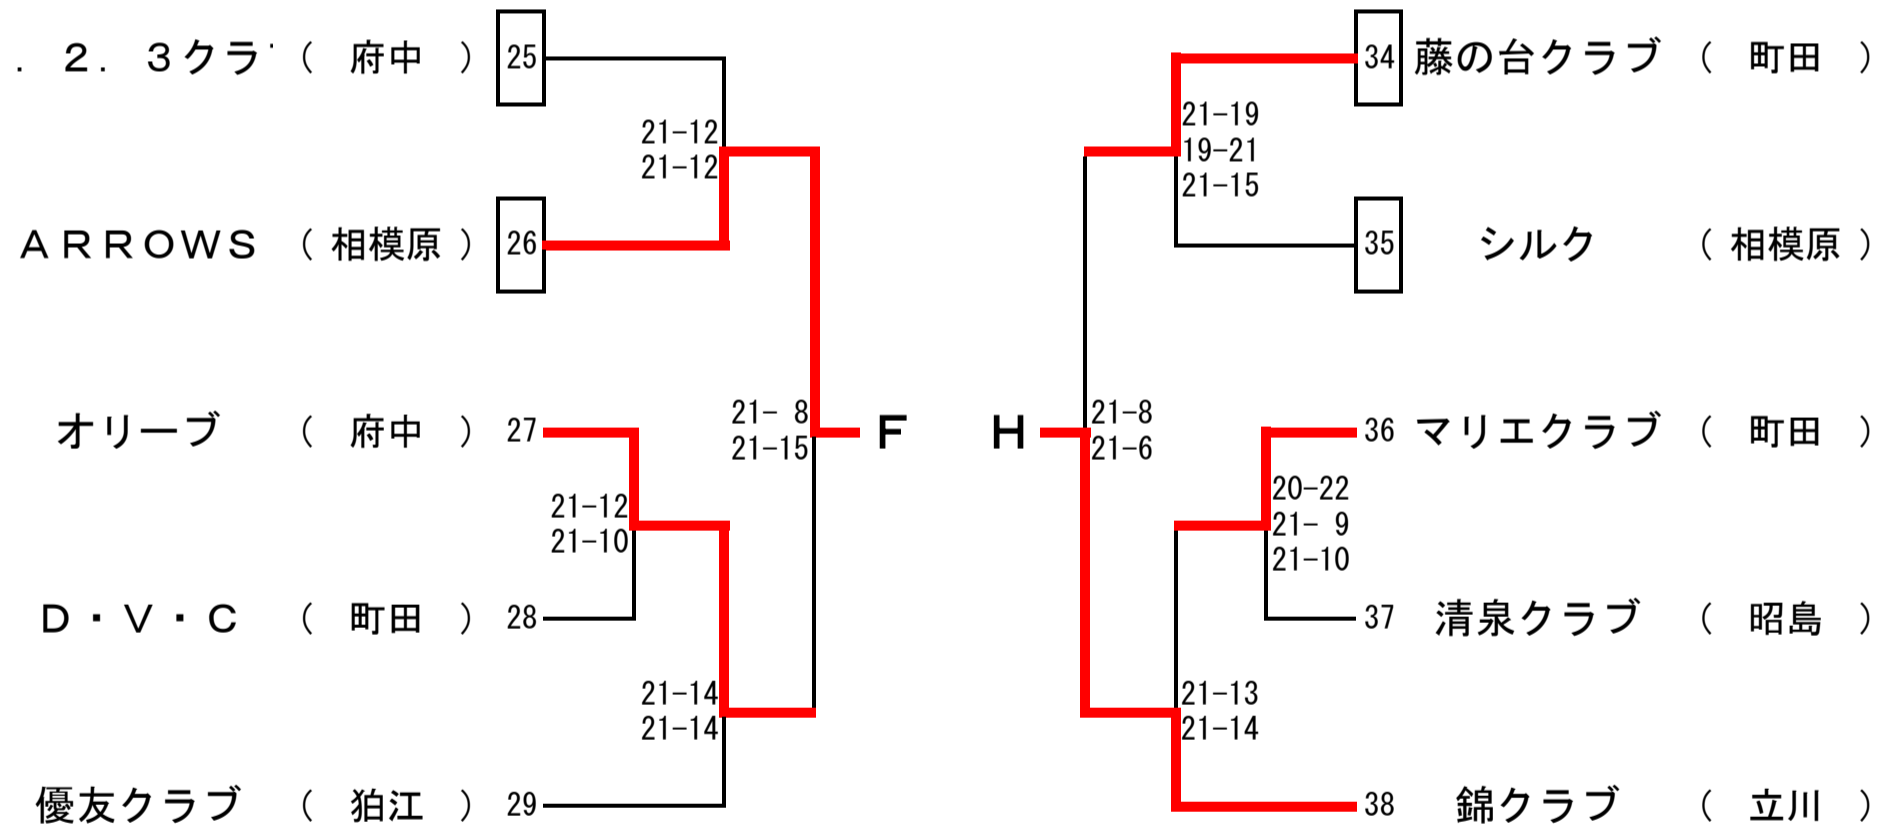 ．２．３クラ （ 府中 ） 25
21-12
21-12
ＡＲＲＯＷＳ （ 相模原 ） 26
オリーブ （ 府中 ） 27
21- 8
21-15
F
21-12
21-10
Ｄ・Ｖ・Ｃ （ 町田 ） 28
21-14
21-14
優友クラブ （ 狛江 ） 29
34 藤の台クラブ （ 町田 ）
21-19
19-21
21-15
35 シルク （ 相模原 ）
H
21-8
21-6
36 マリエクラブ （ 町田 ）
20-22
21- 9
21-10
37 清泉クラブ （ 昭島 ）
21-13
21-14
38 錦クラブ （ 立川 ）